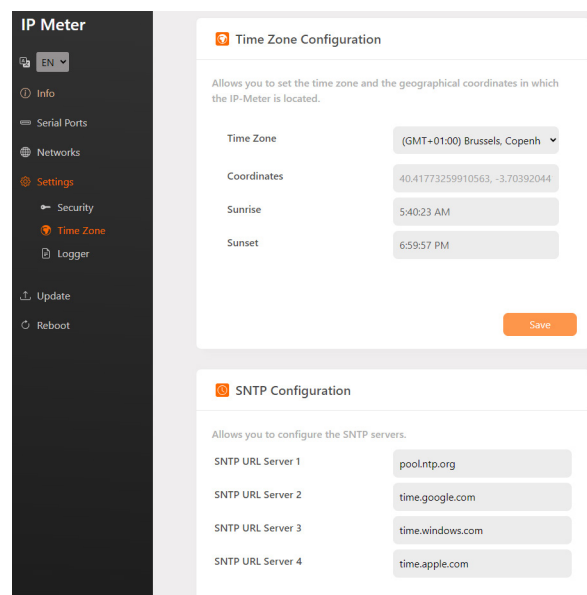 IP Meter
EN
Info
Serial Ports
Networks
Settings
Security
Time Zone
Logger
Update
Reboot
Time Zone Configuration
Allows you to set the time zone and the geographical coordinates in which
the IP-Meter is located.
Time Zone (GMT+01:00) Brussels, Copenh
Coordinates 40.41773259910563, -3.70392044
Sunrise 5:40:23 AM
Sunset 6:59:57 PM
Save
SNTP Configuration
Allows you to configure the SNTP servers.
SNTP URL Server 1 pool.ntp.org
SNTP URL Server 2 time.google.com
SNTP URL Server 3 time.windows.com
SNTP URL Server 4 time.apple.com